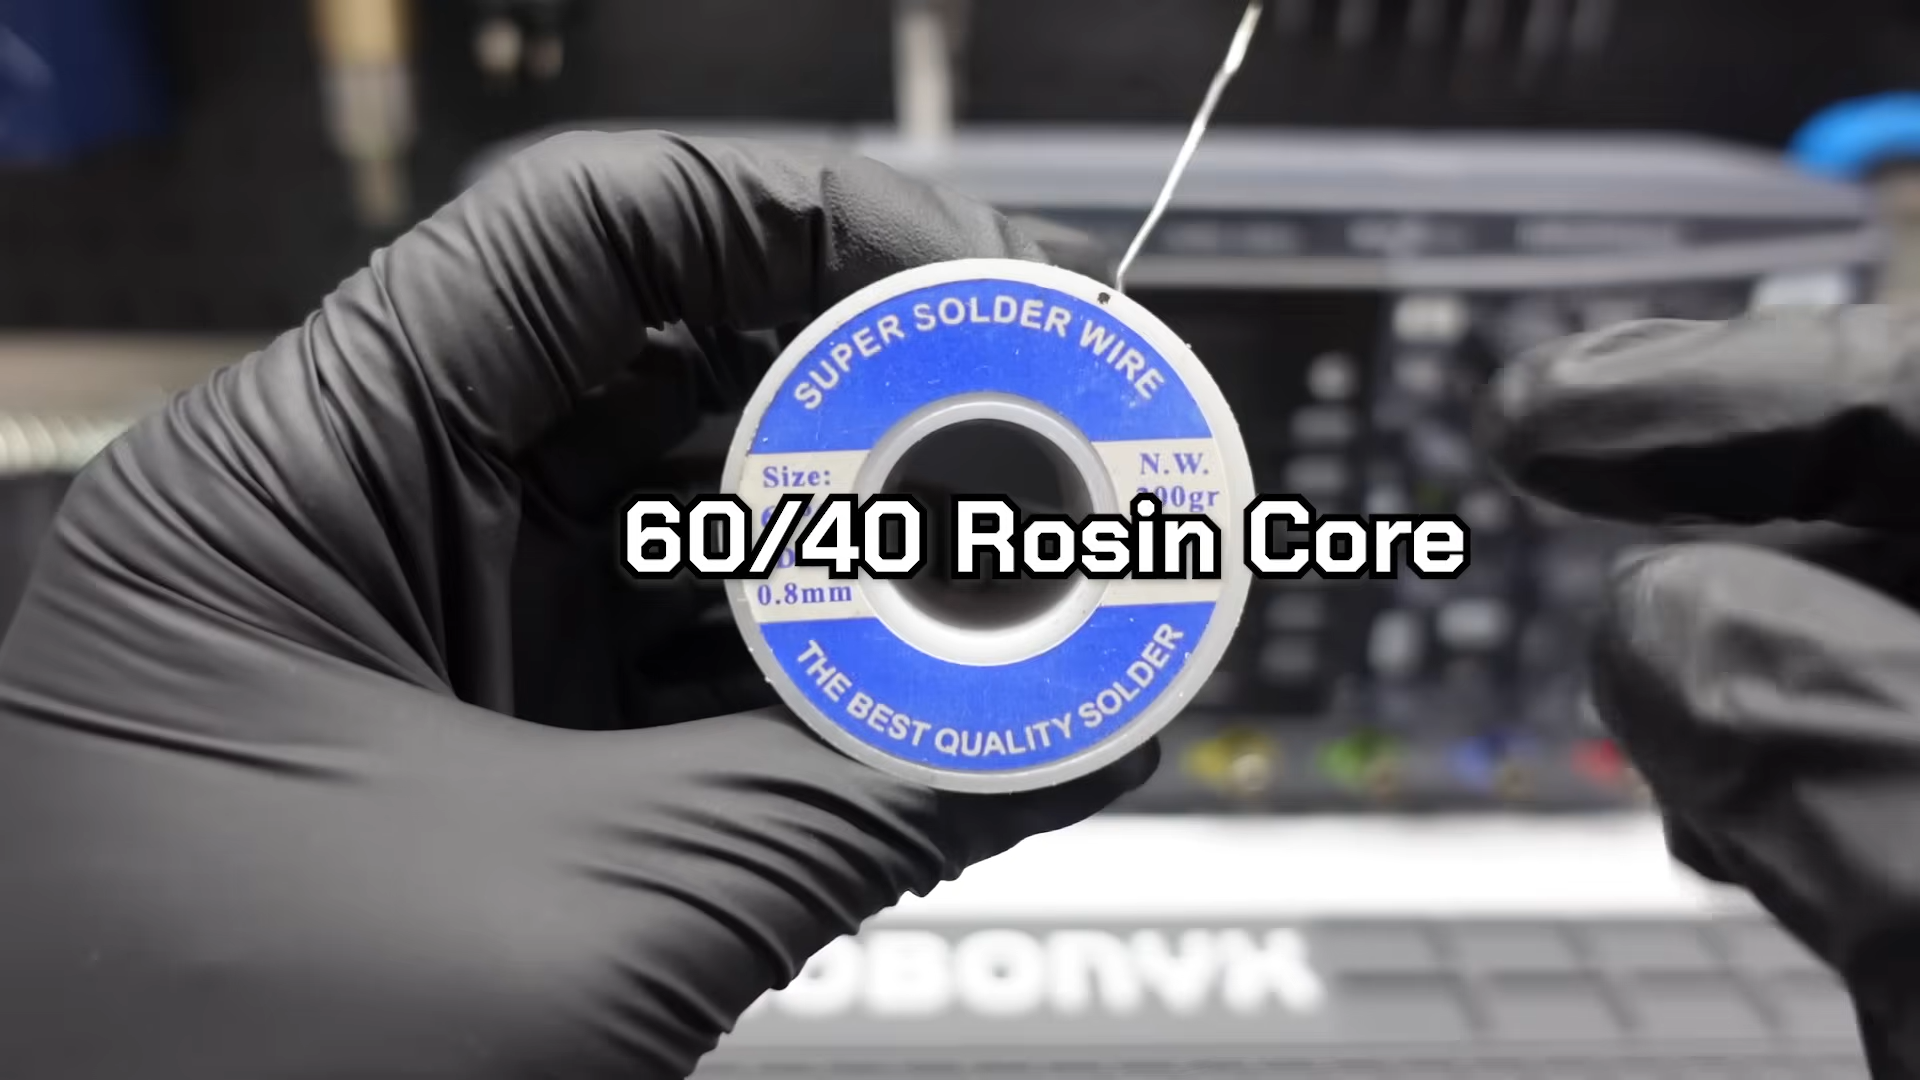 SUPER SOLDER WIRE
Size:
N.W.
60/40 Rosin Core
0.8mm
THE BEST QUALITY SOLDER